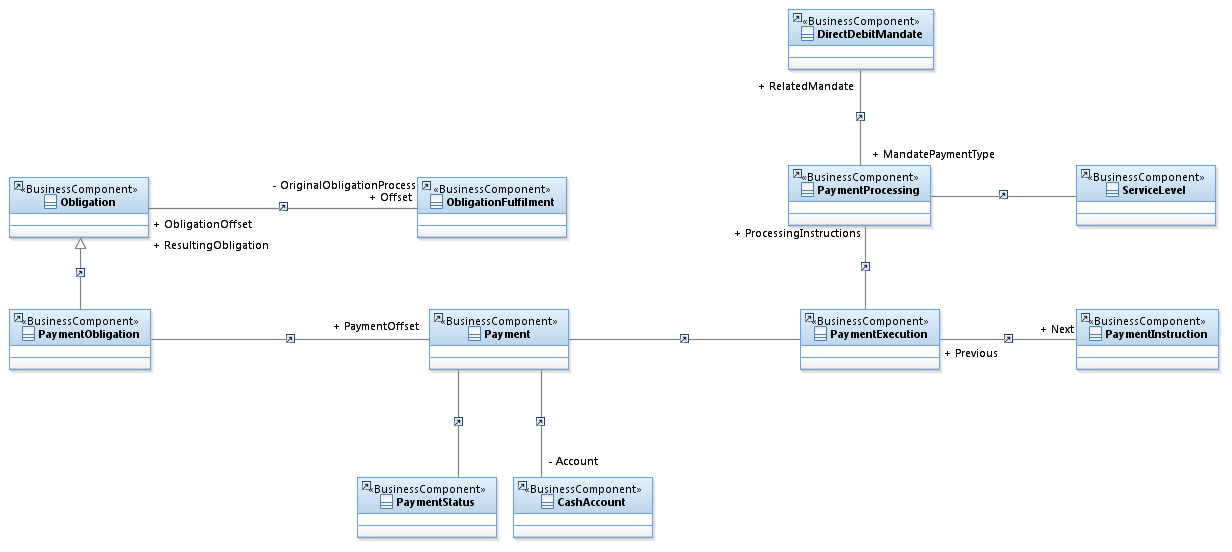 «BusinessComponent»
DirectDebitMandate
+ RelatedMandate
+ MandatePaymentType
«BusinessComponent»
PaymentProcessing
«BusinessComponent»
ServiceLevel
+ ProcessingInstructions
«BusinessComponent»
Obligation
- OriginalObligationProcess
+ Offset
«BusinessComponent»
ObligationFulfilment
+ ObligationOffset
+ ResultingObligation
«BusinessComponent»
PaymentObligation
+ PaymentOffset
«BusinessComponent»
Payment
«BusinessComponent»
PaymentExecution
+ Next
+ Previous
«BusinessComponent»
PaymentInstruction
- Account
«BusinessComponent»
PaymentStatus
«BusinessComponent»
CashAccount